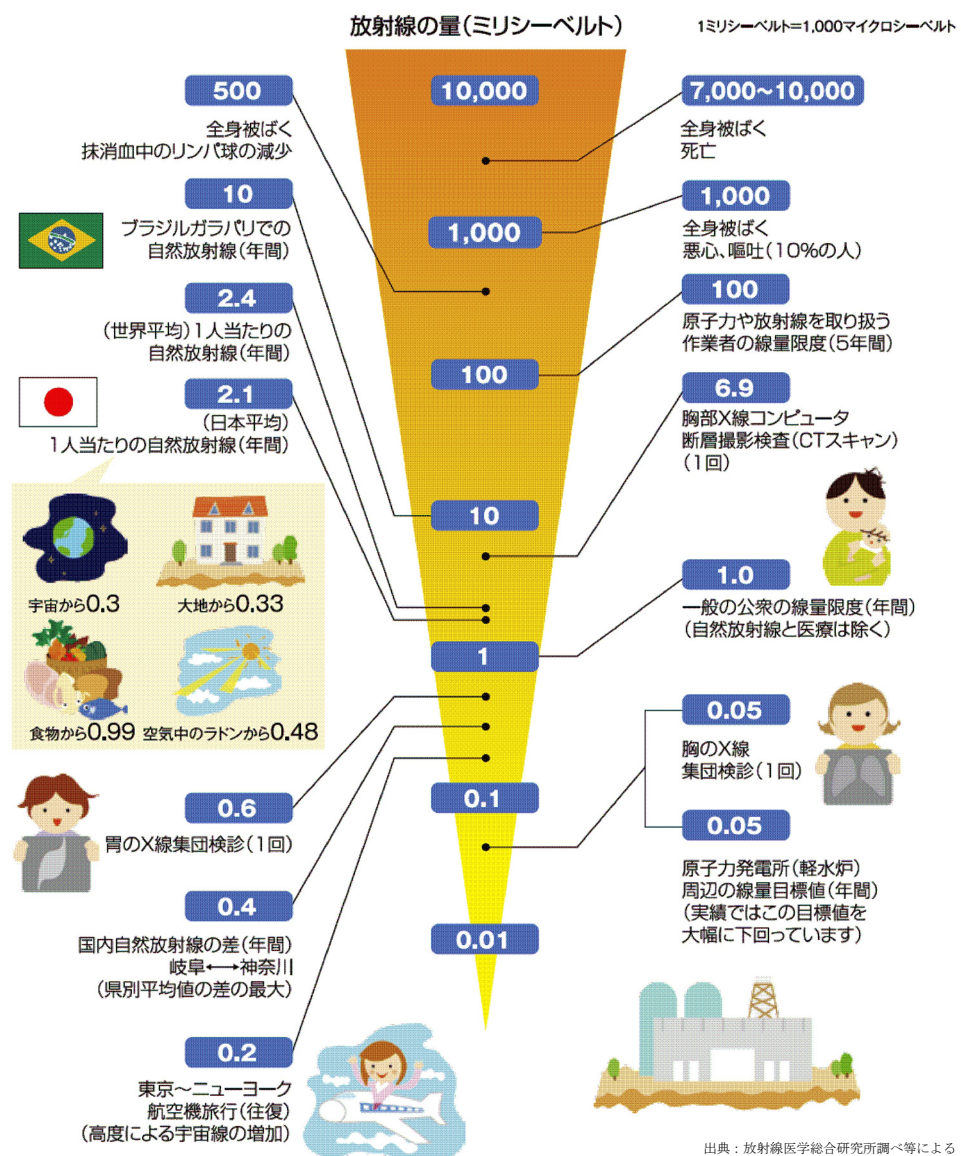 放射線の量(ミリシーベルト)
1ミリシーベルト=1,000マイクロシーベルト
10,000
1,000
100
10
1
0.1
0.01
500
全身被ばく
抹消血中のリンパ球の減少
10
ブラジルガラパリでの
自然放射線(年間)
2.4
(世界平均)1人当たりの
自然放射線(年間)
2.1
(日本平均)
1人当たりの自然放射線(年間)
宇宙から0.3
大地から0.33
食物から0.99
空気中のラドンから0.48
0.6
胃のX線集団検診(1回)
0.4
国内自然放射線の差(年間)
岐阜←→神奈川
(県別平均値の差の最大)
0.2
東京~ニューヨーク
航空機旅行(往復)
(高度による宇宙線の増加)
7,000~10,000
全身被ばく
死亡
1,000
全身被ばく
悪心、嘔吐(10%の人)
100
原子力や放射線を取り扱う
作業者の線量限度(5年間)
6.9
胸部X線コンピュータ
断層撮影検査(CTスキャン)
(1回)
1.0
一般の公衆の線量限度(年間)
(自然放射線と医療は除く)
0.05
胸のX線
集団検診(1回)
0.05
原子力発電所(軽水炉)
周辺の線量目標値(年間)
(実績ではこの目標値を
大幅に下回っています)
出典:放射線医学総合研究所調べ等による